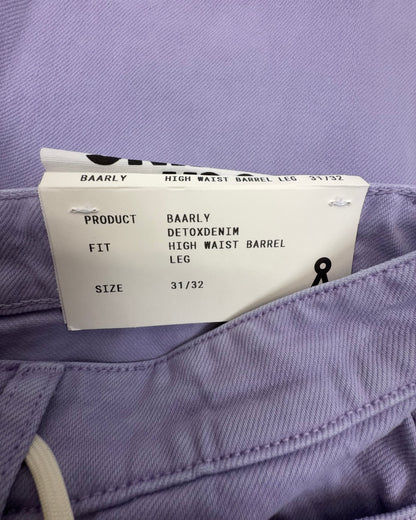 BAARLY HIGH WAIST BARREL LEG 31/32
PRODUCT BAARLY
DETOXDENIM
FIT HIGH WAIST BARREL
LEG
SIZE 31/32